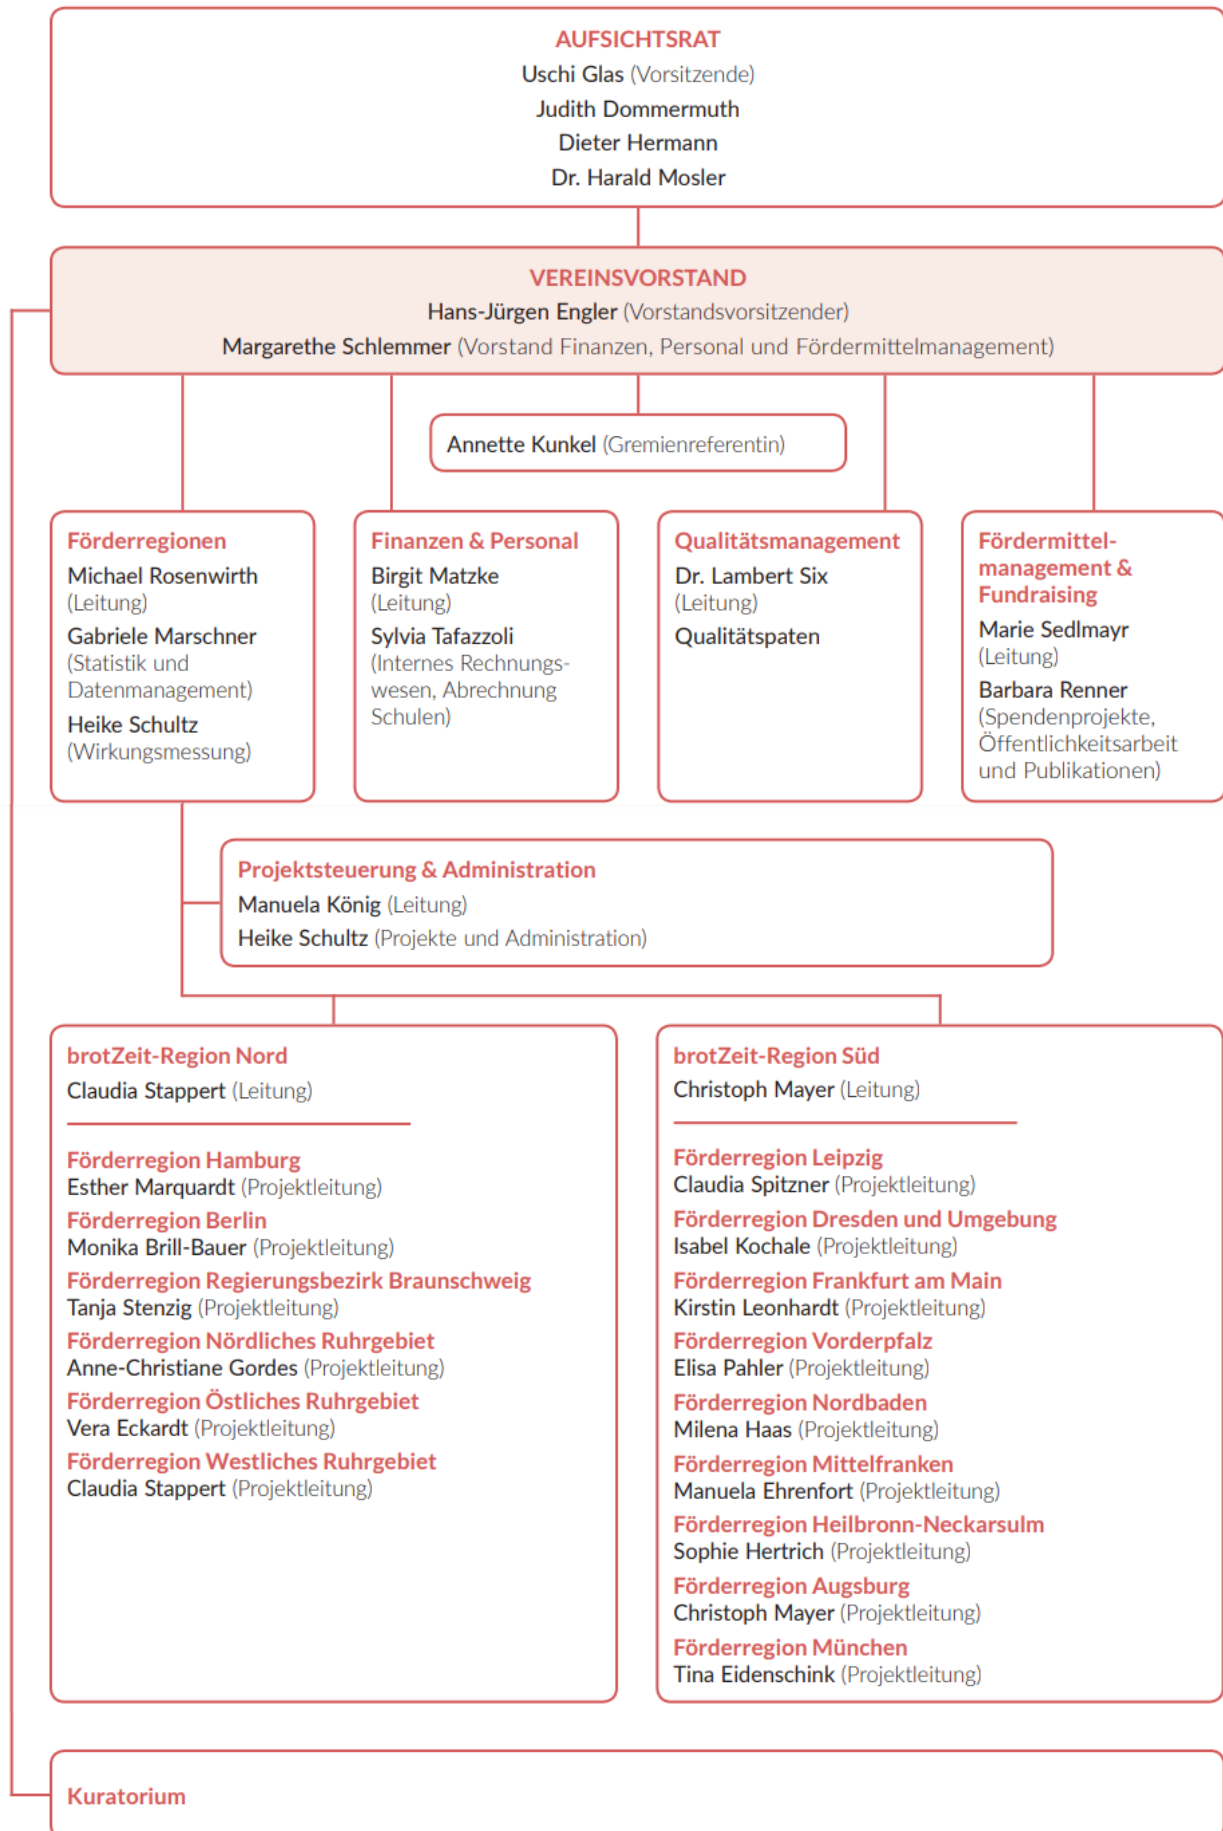 AUFSICHTSRAT
Uschi Glas (Vorsitzende)
Judith Dommermuth
Dieter Hermann
Dr. Harald Mosler
VEREINSVORSTAND
Hans-Jürgen Engler (Vorstandsvorsitzender)
Margarethe Schlemmer (Vorstand Finanzen, Personal und Fördermittelmanagement)
Annette Kunkel (Gremienreferentin)
Förderregionen
Michael Rosenwirth
(Leitung)
Gabriele Marschner
(Statistik und
Datenmanagement)
Heike Schultz
(Wirkungsmessung)
Finanzen & Personal
Birgit Matzke
(Leitung)
Sylvia Tafazzoli
(Internes Rechnungs-
wesen, Abrechnung
Schulen)
Qualitätsmanagement
Dr. Lambert Six
(Leitung)
Qualitätspaten
Fördermittel-
management &
Fundraising
Marie Sedlmayr
(Leitung)
Barbara Renner
(Spendenprojekte,
Öffentlichkeitsarbeit
und Publikationen)
Projektsteuerung & Administration
Manuela König (Leitung)
Heike Schultz (Projekte und Administration)
brotZeit-Region Nord
Claudia Stappert (Leitung)
Förderregion Hamburg
Esther Marquardt (Projektleitung)
Förderregion Berlin
Monika Brill-Bauer (Projektleitung)
Förderregion Regierungsbezirk Braunschweig
Tanja Stenzig (Projektleitung)
Förderregion Nördliches Ruhrgebiet
Anne-Christiane Gordes (Projektleitung)
Förderregion Östliches Ruhrgebiet
Vera Eckardt (Projektleitung)
Förderregion Westliches Ruhrgebiet
Claudia Stappert (Projektleitung)
brotZeit-Region Süd
Christoph Mayer (Leitung)
Förderregion Leipzig
Claudia Spitzner (Projektleitung)
Förderregion Dresden und Umgebung
Isabel Kochale (Projektleitung)
Förderregion Frankfurt am Main
Kirstin Leonhardt (Projektleitung)
Förderregion Vorderpfalz
Elisa Pahler (Projektleitung)
Förderregion Nordbaden
Milena Haas (Projektleitung)
Förderregion Mittelfranken
Manuela Ehrenfort (Projektleitung)
Förderregion Heilbronn-Neckarsulm
Sophie Hertrich (Projektleitung)
Förderregion Augsburg
Christoph Mayer (Projektleitung)
Förderregion München
Tina Eidenschink (Projektleitung)
Kuratorium